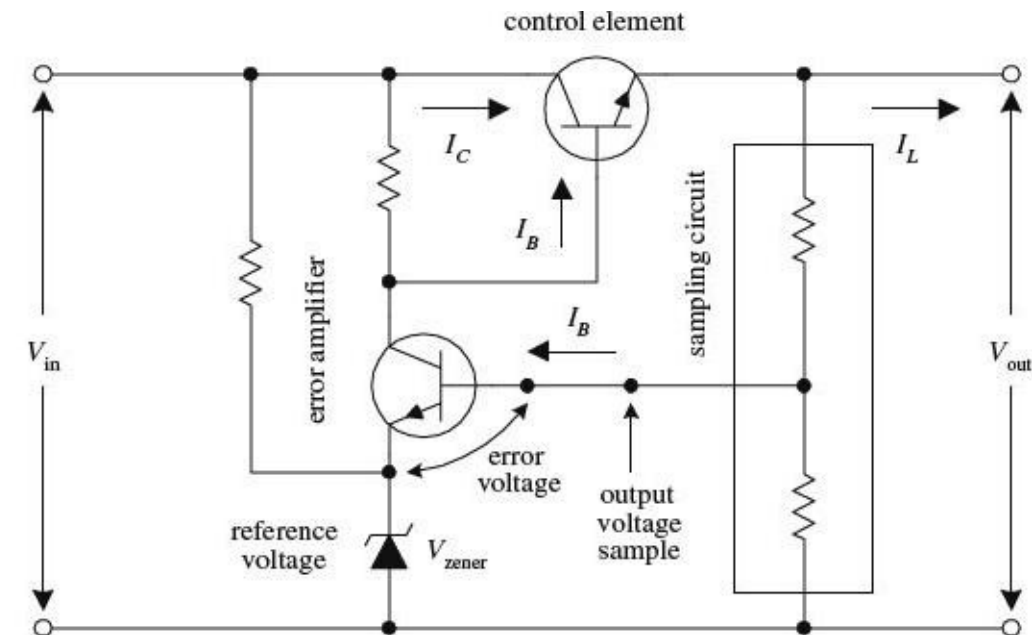 control element
I_C
I_L
I_B
sampling circuit
error amplifier
I_B
V_in
V_out
error
voltage
output
voltage
sample
reference
voltage
V_zener